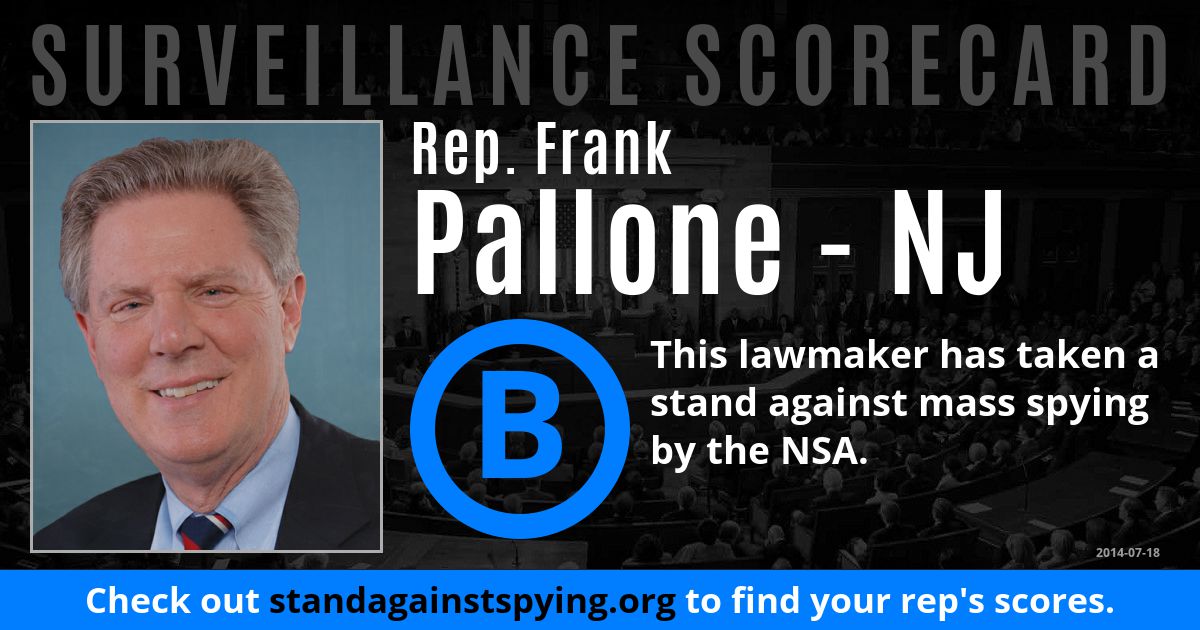 SURVEILLANCE SCORECARD
Rep. Frank
Pallone - NJ
B
This lawmaker has taken a
stand against mass spying
by the NSA.
2014-07-18
Check out standagainstspying.org to find your rep's scores.